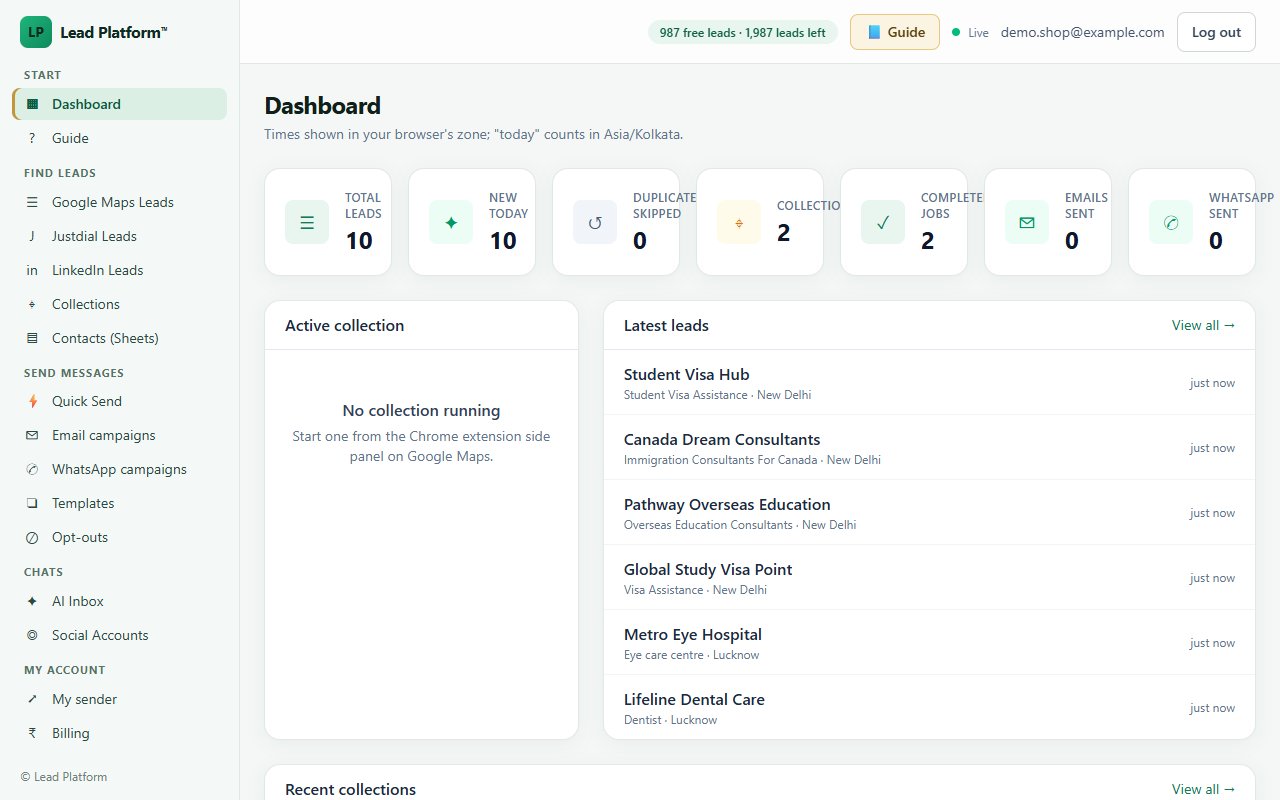 LP Lead Platform™
987 free leads · 1,987 leads left
Guide
Live
demo.shop@example.com
Log out
START
Dashboard
? Guide
FIND LEADS
Google Maps Leads
J Justdial Leads
in LinkedIn Leads
Collections
Contacts (Sheets)
SEND MESSAGES
Quick Send
Email campaigns
WhatsApp campaigns
Templates
Opt-outs
CHATS
AI Inbox
Social Accounts
MY ACCOUNT
My sender
₹ Billing
© Lead Platform
Dashboard
Times shown in your browser's zone; "today" counts in Asia/Kolkata.
TOTAL
LEADS
10
NEW
TODAY
10
DUPLICATE
SKIPPED
0
COLLECTIO
2
COMPLETE
JOBS
2
EMAILS
SENT
0
WHATSAPP
SENT
0
Active collection
No collection running
Start one from the Chrome extension side
panel on Google Maps.
Latest leads
View all →
Student Visa Hub
Student Visa Assistance · New Delhi
just now
Canada Dream Consultants
Immigration Consultants For Canada · New Delhi
just now
Pathway Overseas Education
Overseas Education Consultants · New Delhi
just now
Global Study Visa Point
Visa Assistance · New Delhi
just now
Metro Eye Hospital
Eye care centre · Lucknow
just now
Lifeline Dental Care
Dentist · Lucknow
just now
Recent collections
View all →